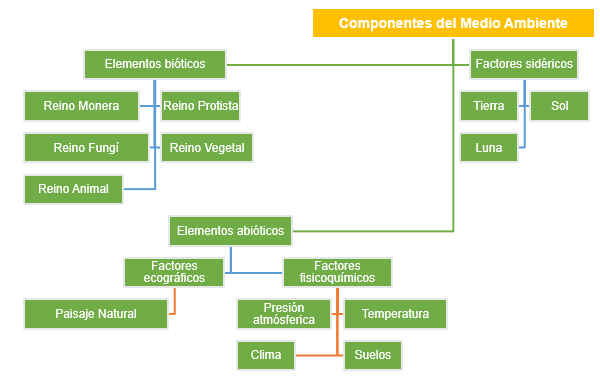 Componentes del Medio Ambiente
Elementos bióticos
Factores sidéricos
Reino Monera
Reino Protista
Tierra
Sol
Reino Fungí
Reino Vegetal
Luna
Reino Animal
Elementos abióticos
Factores
ecográficos
Factores
fisicoquímicos
Paisaje Natural
Presión
atmósferica
Temperatura
Clima
Suelos